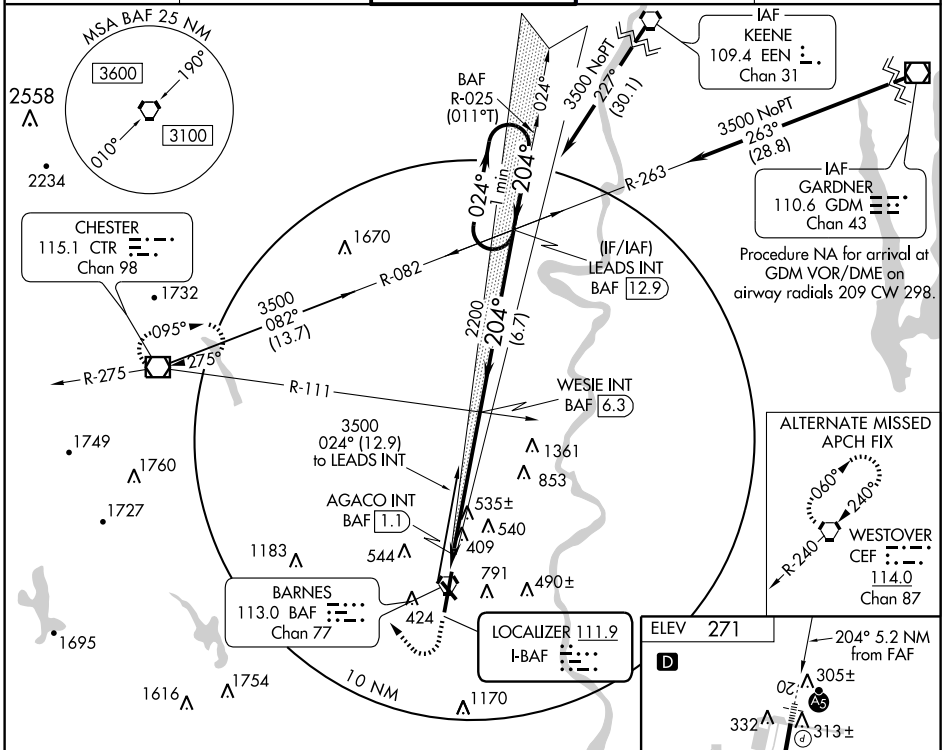 MSA BAF 25 NM
3600
190°
010°
3100
2558
2234
BAF
R-025
(011°T)
024°
3500 NoPT
227°
(30.1)
IAF
KEENE
109.4 EEN
Chan 31
3500 NoPT
263°
(28.8)
R-263
IAF
GARDNER
110.6 GDM
Chan 43
Procedure NA for arrival at
GDM VOR/DME on
airway radials 209 CW 298.
024°
1 min
204°
CHESTER
115.1 CTR
Chan 98
1670
R-082
(IF/IAF)
LEADS INT
BAF 12.9
1732
3500
082°
(13.7)
095°
275°
R-275
R-111
2200
204°
(6.7)
WESIE INT
BAF 6.3
3500
024° (12.9)
to LEADS INT
1361
853
1749
1760
1727
AGACO INT
BAF 1.1
535±
540
409
544
1183
791
490±
424
BARNES
113.0 BAF
Chan 77
LOCALIZER 111.9
I-BAF
1695
1616
1754
10 NM
1170
ALTERNATE MISSED
APCH FIX
060°
240°
R-240
WESTOVER
CEF
114.0
Chan 87
ELEV 271
D
204° 5.2 NM
from FAF
305±
20
A5
332
313±
P